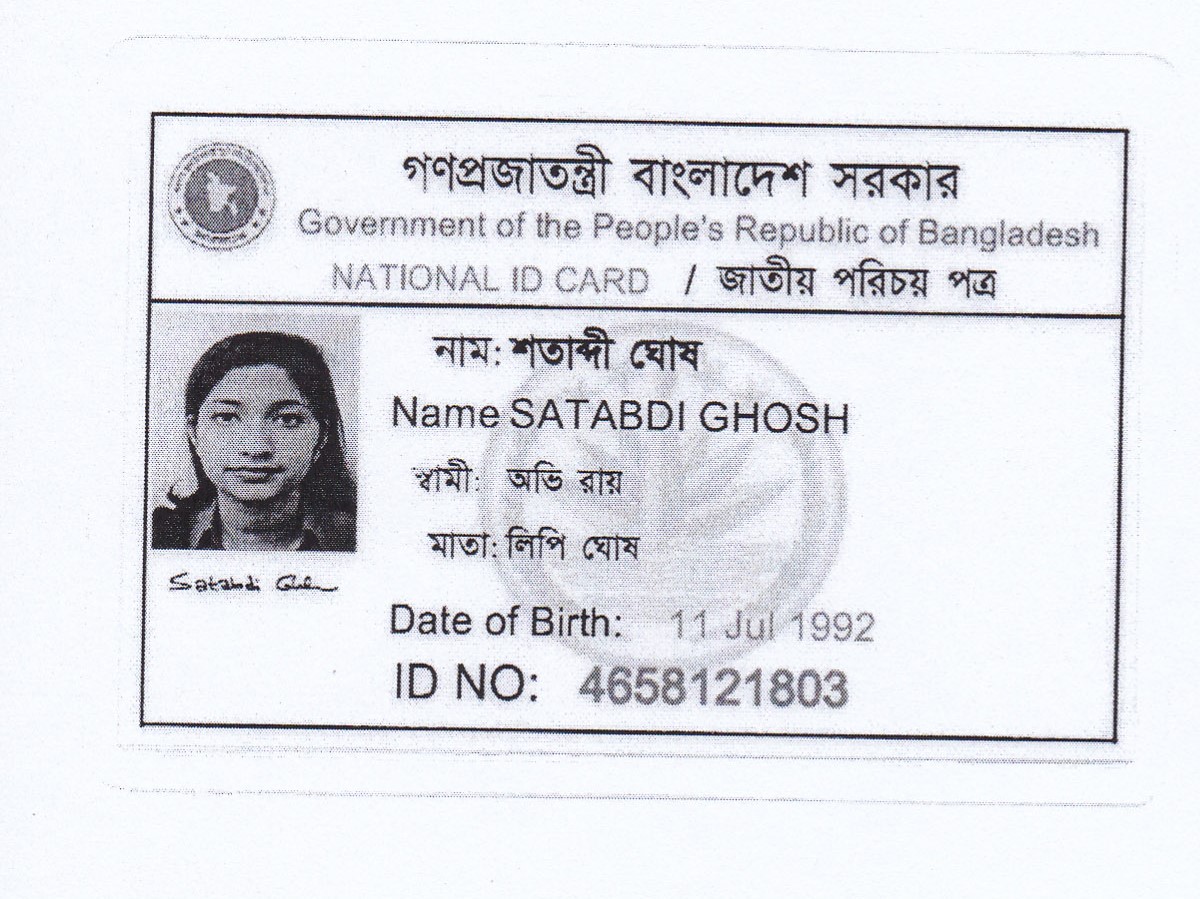 গণপ্রজাতন্ত্রী বাংলাদেশ সরকার
Government of the People's Republic of Bangladesh
NATIONAL ID CARD / জাতীয় পরিচয় পত্র
নাম: শতাব্দী ঘোষ
Name SATABDI GHOSH
স্বামী: অভি রায়
মাতা: লিপি ঘোষ
Satabdi
Date of Birth: 11 Jul 1992
ID NO: 4658121803